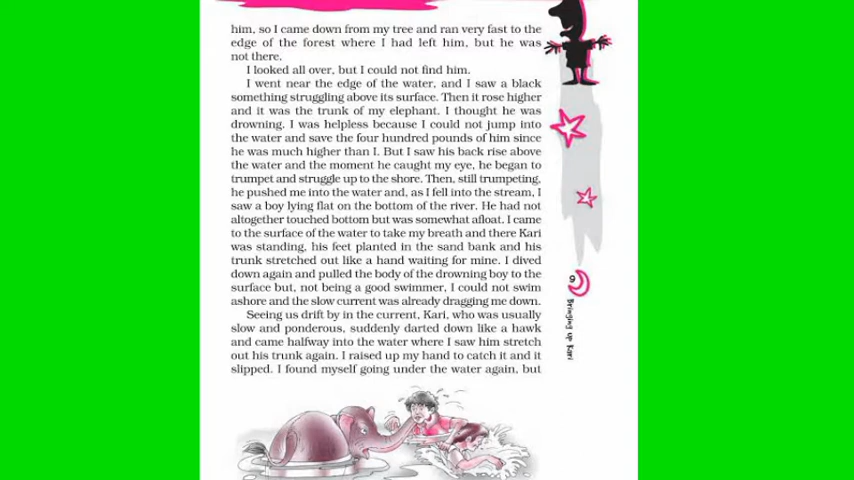 him, so I came down from my tree and ran very fast to the
edge of the forest where I had left him, but he was
not there.
I looked all over, but I could not find him.
I went near the edge of the water, and I saw a black
something struggling above its surface. Then it rose higher
and it was the trunk of my elephant. I thought he was
drowning. I was helpless because I could not jump into
the water and save the four hundred pounds of him since
he was much higher than I. But I saw his back rise above
the water and the moment he caught my eye, he began to
trumpet and struggle up to the shore. Then, still trumpeting,
he pushed me into the water and, as I fell into the stream, I
saw a boy lying flat on the bottom of the river. He had not
altogether touched bottom but was somewhat afloat. I came
to the surface of the water to take my breath and there Kari
was standing, his feet planted in the sand bank and his
trunk stretched out like a hand waiting for mine. I dived
down again and pulled the body of the drowning boy to the
surface but, not being a good swimmer, I could not swim
ashore and the slow current was already dragging me down.
Seeing us drift by in the current, Kari, who was usually
slow and ponderous, suddenly darted down like a hawk
and came halfway into the water where I saw him stretch
out his trunk again. I raised up my hand to catch it and it
slipped. I found myself going under the water again, but
9
Bringing up Kari